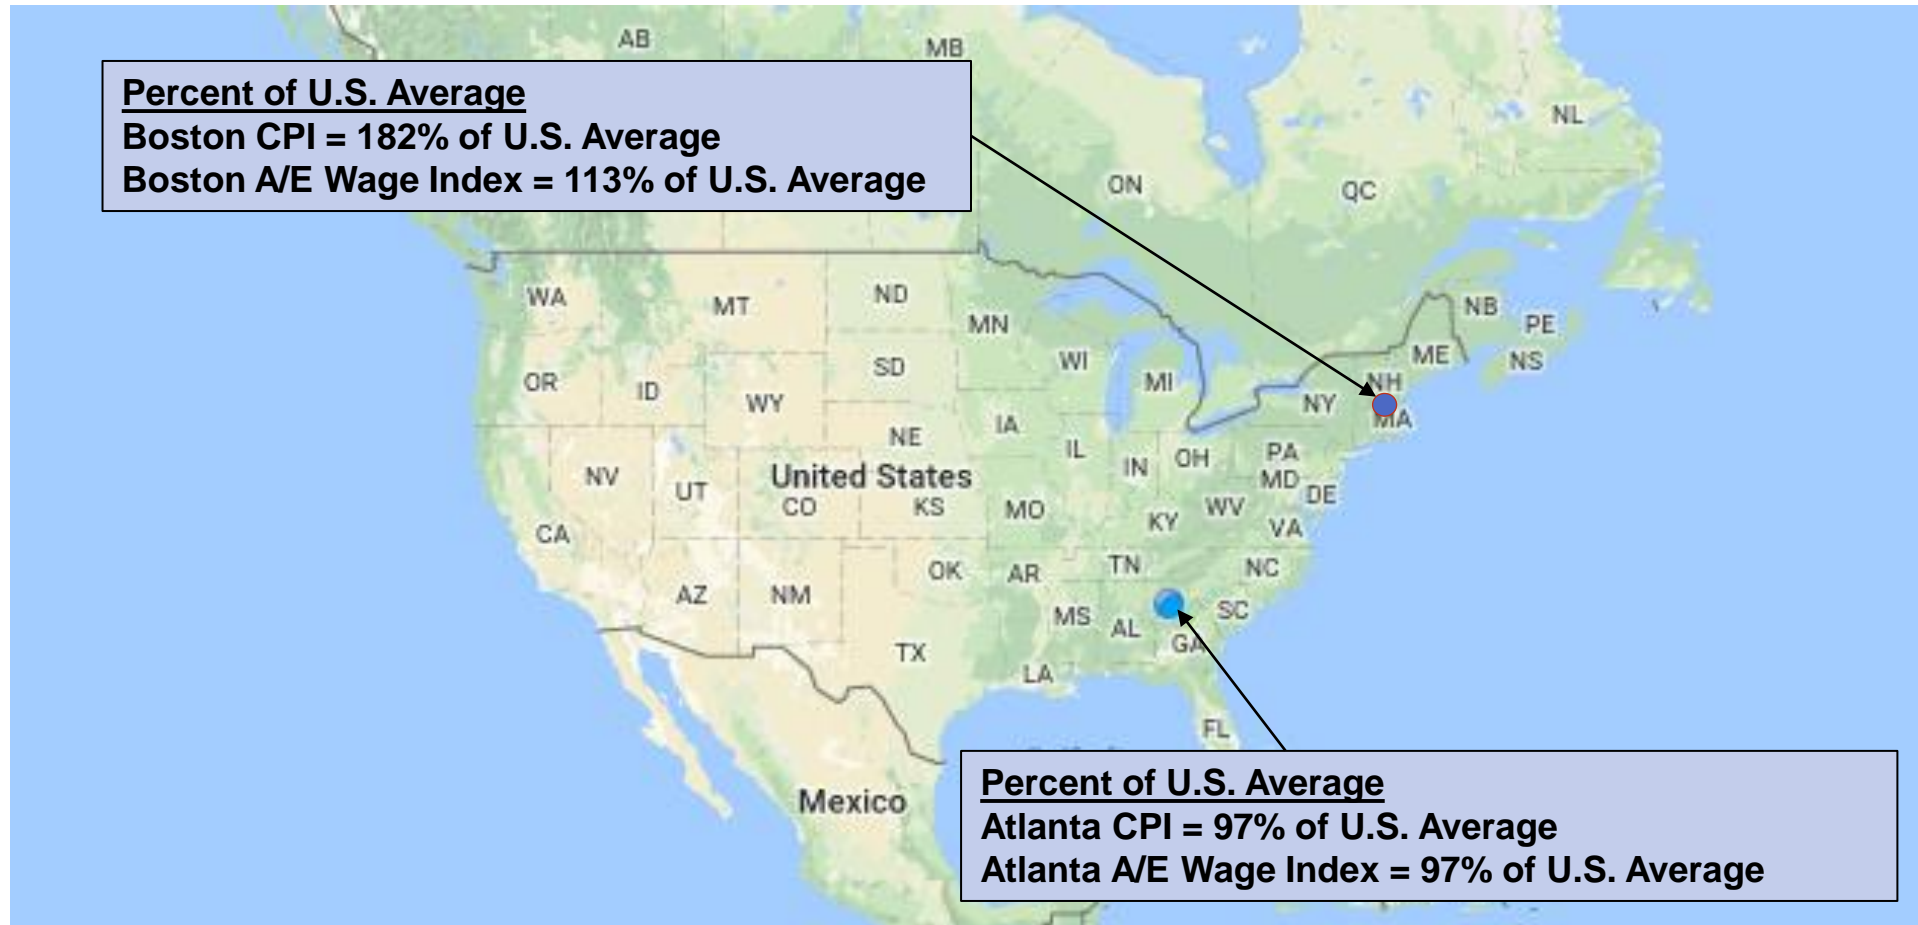 AB
MB
NL
Percent of U.S. Average
Boston CPI = 182% of U.S. Average
Boston A/E Wage Index = 113% of U.S. Average
ON
QC
WA
MT
ND
MN
NB
PE
OR
ID
SD
WI
MI
ME
NS
WY
NH
NY
MA
NE
IA
IL
IN
OH
PA
NV
UT
United States
CO
KS
MO
KY
WV
MD
DE
VA
CA
AZ
NM
OK
AR
TN
NC
MS
AL
SC
GA
TX
LA
FL
Mexico
Percent of U.S. Average
Atlanta CPI = 97% of U.S. Average
Atlanta A/E Wage Index = 97% of U.S. Average